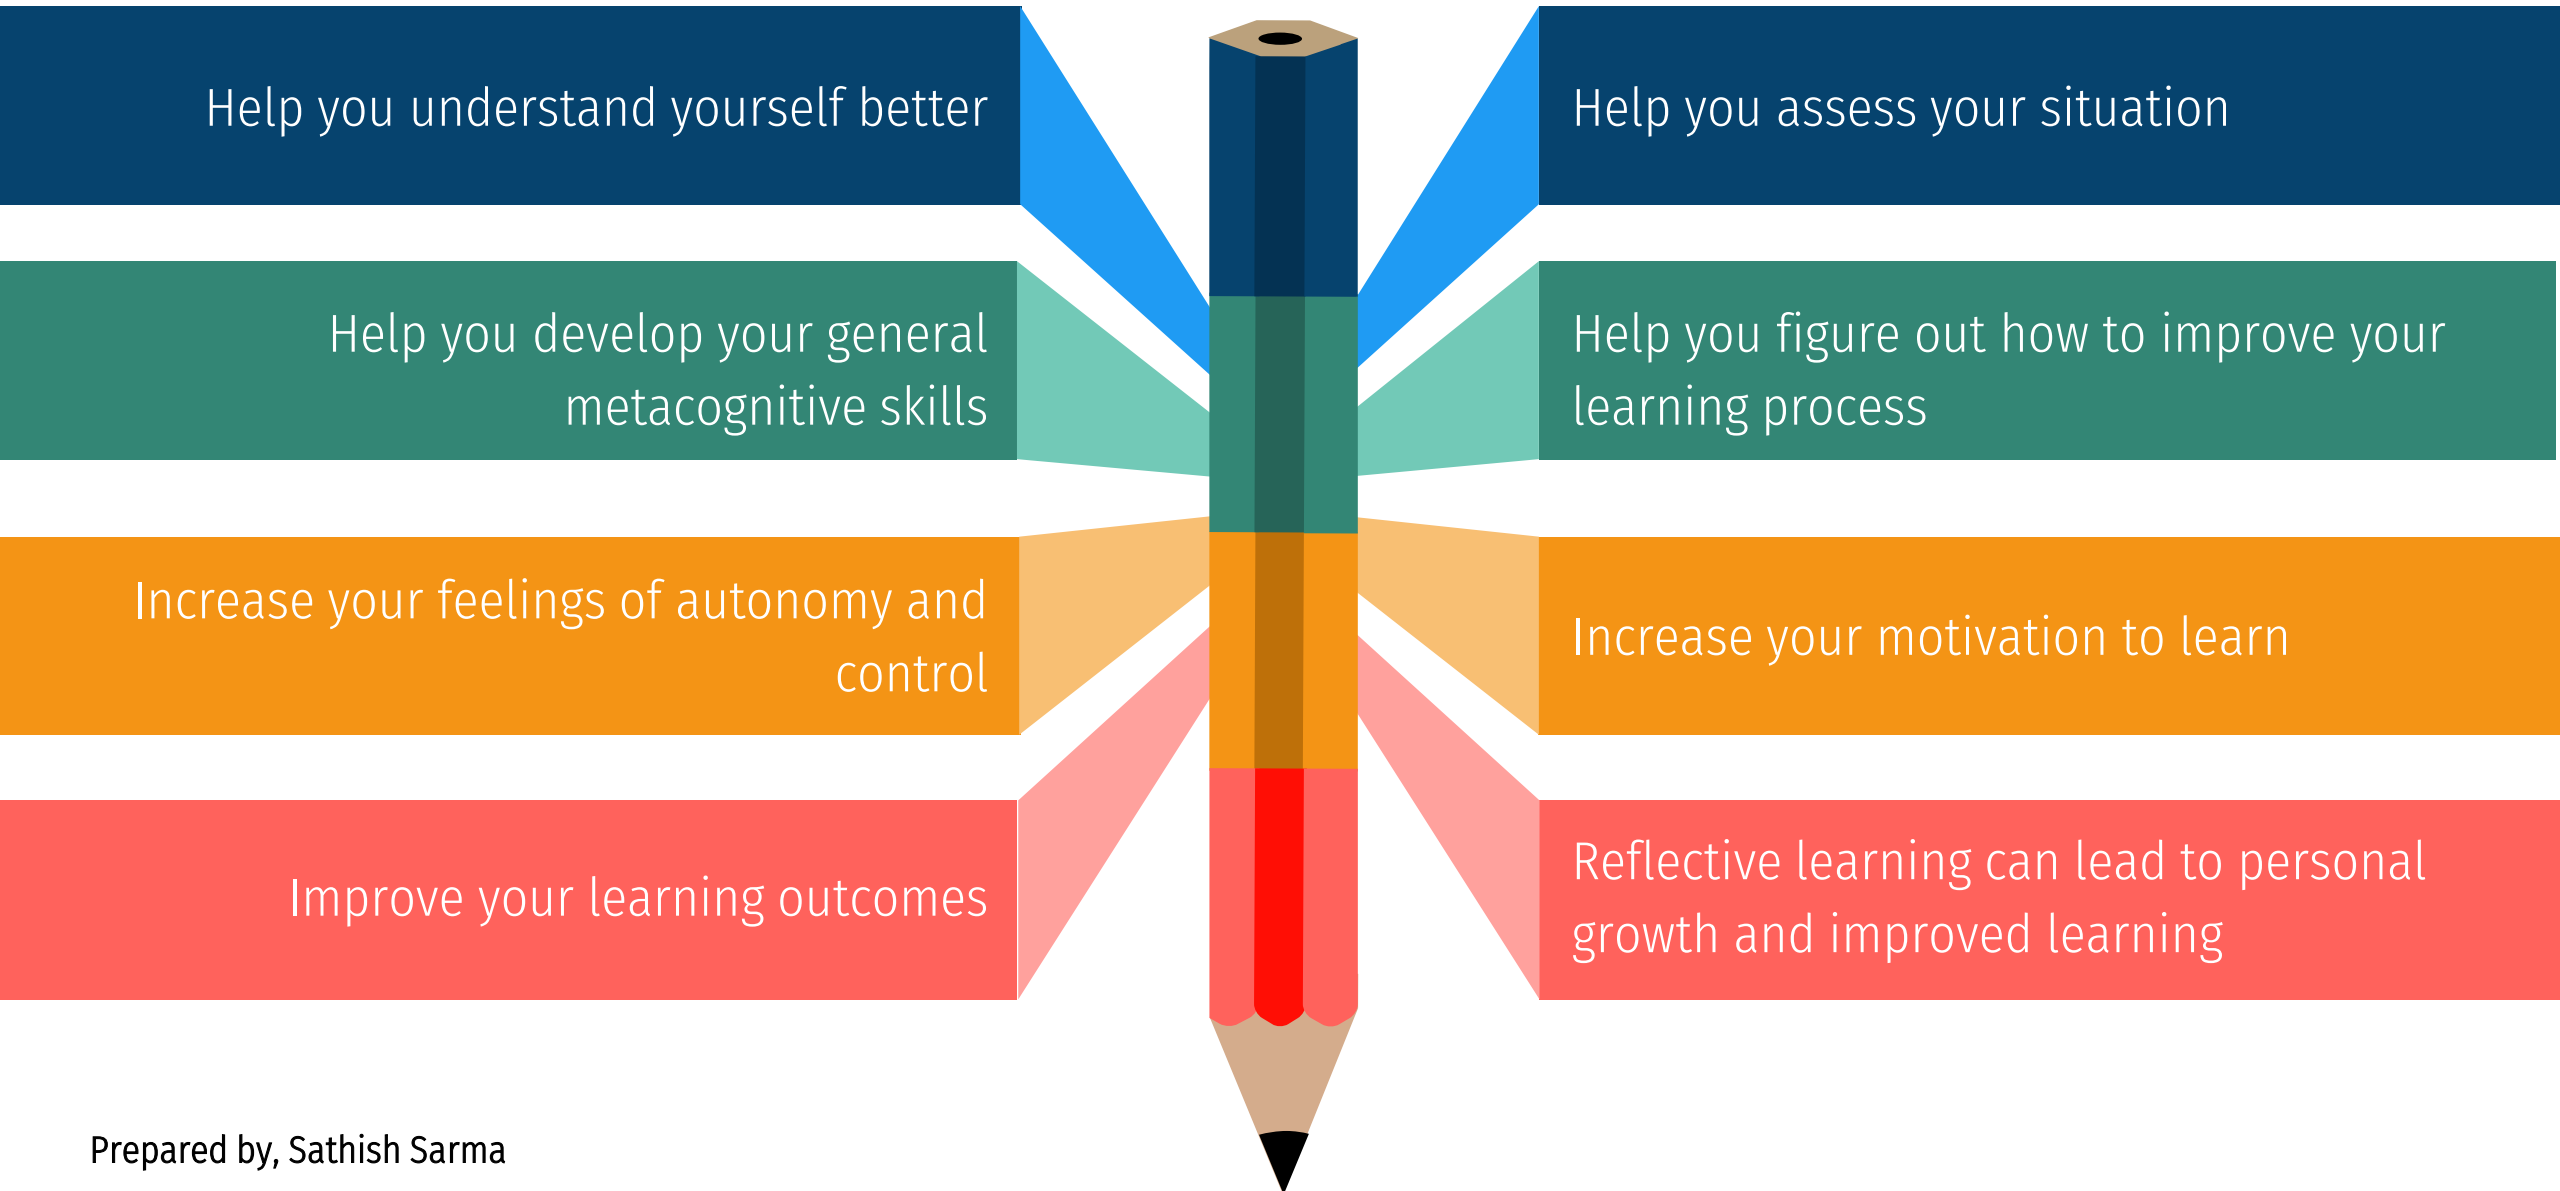 Help you understand yourself better
Help you assess your situation
Help you develop your general
metacognitive skills
Help you figure out how to improve your
learning process
Increase your feelings of autonomy and
control
Increase your motivation to learn
Improve your learning outcomes
Reflective learning can lead to personal
growth and improved learning
Prepared by, Sathish Sarma